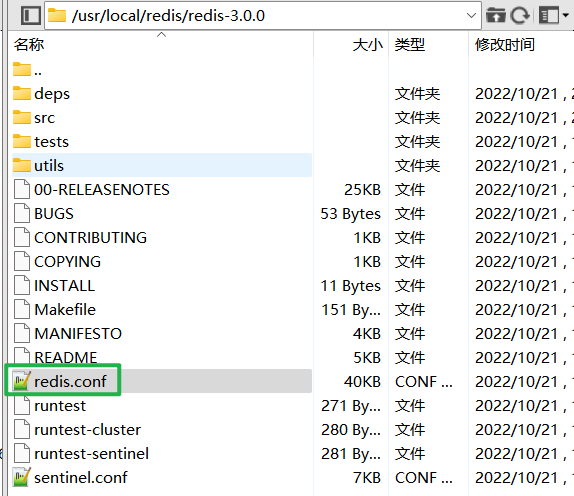 /usr/local/redis/redis-3.0.0
名称 大小 类型 修改时间
..
deps 文件夹 2022/10/21 ,
src 文件夹 2022/10/21 ,
tests 文件夹 2022/10/21 ,
utils 文件夹 2022/10/21 ,
00-RELEASENOTES 25KB 文件 2022/10/21 ,
BUGS 53 Bytes 文件 2022/10/21 ,
CONTRIBUTING 1KB 文件 2022/10/21 ,
COPYING 1KB 文件 2022/10/21 ,
INSTALL 11 Bytes 文件 2022/10/21 ,
Makefile 151 By... 文件 2022/10/21 ,
MANIFESTO 4KB 文件 2022/10/21 ,
README 5KB 文件 2022/10/21 ,
redis.conf 40KB CONF ... 2022/10/21 ,
runtest 271 By... 文件 2022/10/21 ,
runtest-cluster 280 By... 文件 2022/10/21 ,
runtest-sentinel 281 By... 文件 2022/10/21 ,
sentinel.conf 7KB CONF ... 2022/10/21 ,